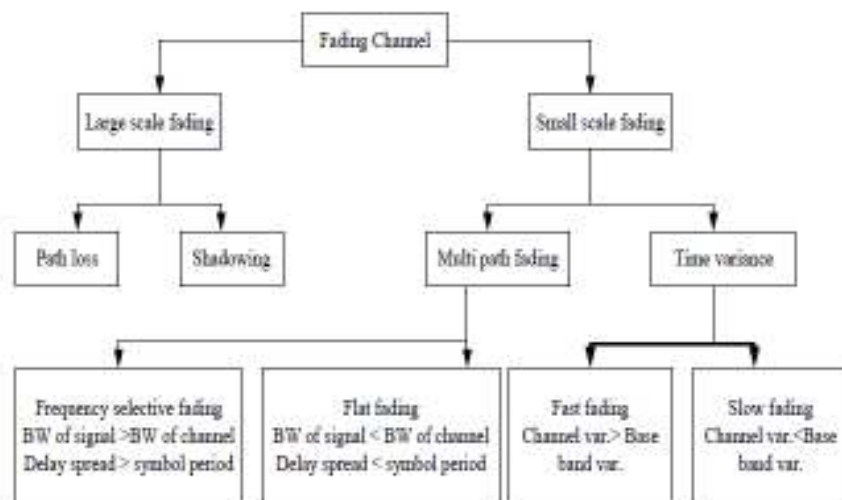 Fading Channel
Large scale fading
Small scale fading
Path loss
Shadowing
Multi path fading
Time variance
Frequency selective fading
BW of signal >BW of channel
Delay spread > symbol period
Flat fading
BW of signal < BW of channel
Delay spread < symbol period
Fast fading
Channel var.> Base
band var.
Slow fading
Channel var.<Base
band var.